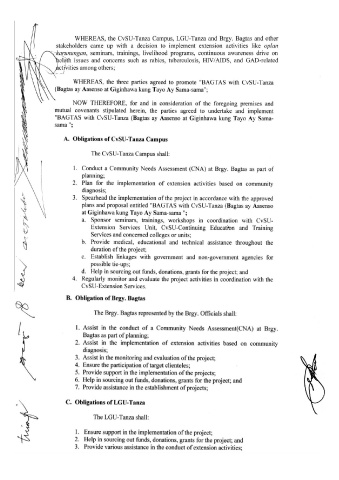 WHEREAS, the CvSU-Tanza Campus, LGU-Tanza and Brgy. Bagtas and other
stakeholders came up with a decision to implement extension activities like oplan
karunungan, seminars, trainings, livelihood programs, continuous awareness drive on
health issues and concerns such as rabies, tuberculosis, HIV/AIDS, and GAD-related
activities among others;
WHEREAS, the three parties agreed to promote "BAGTAS with CvSU-Tanza
(Bagtas ay Aasenso at Giginhawa kung Tayo Ay Sama-sama";
NOW THEREFORE, for and in consideration of the foregoing premises and
mutual covenants stipulated herein, the parties agreed to undertake and implement
"BAGTAS with CvSU-Tanza (Bagtas ay Aasenso at Giginhawa kung Tayo Ay Sama-
sama ";
A. Obligations of CvSU-Tanza Campus
The CvSU-Tanza Campus shall:
1. Conduct a Community Needs Assessment (CNA) at Brgy. Bagtas as part of
planning;
2. Plan for the implementation of extension activities based on community
diagnosis;
3. Spearhead the implementation of the project in accordance with the approved
plans and proposal entitled "BAGTAS with CvSU-Tanza (Bagtas ay Aasenso
at Giginhawa kung Tayo Ay Sama-sama ";
a. Sponsor seminars, trainings, workshops in coordination with CvSU-
Extension Services Unit, CvSU-Continuing Education and Training
Services and concerned colleges or units;
b. Provide medical, educational and technical assistance throughout the
duration of the project;
c. Establish linkages with government and non-government agencies for
possible tie-ups;
d. Help in sourcing out funds, donations, grants for the project; and
4. Regularly monitor and evaluate the project activities in coordination with the
CvSU-Extension Services.
B. Obligation of Brgy. Bagtas
The Brgy. Bagtas represented by the Brgy. Officials shall:
1. Assist in the conduct of a Community Needs Assessment(CNA) at Brgy.
Bagtas as part of planning;
2. Assist in the implementation of extension activities based on community
diagnosis;
3. Assist in the monitoring and evaluation of the project;
4. Ensure the participation of target clienteles;
5. Provide support in the implementation of the projects;
6. Help in sourcing out funds, donations, grants for the project; and
7. Provide assistance in the establishment of projects;
C. Obligations of LGU-Tanza
The LGU-Tanza shall:
1. Ensure support in the implementation of the project;
2. Help in sourcing out funds, donations, grants for the project; and
3. Provide various assistance in the conduct of extension activities;